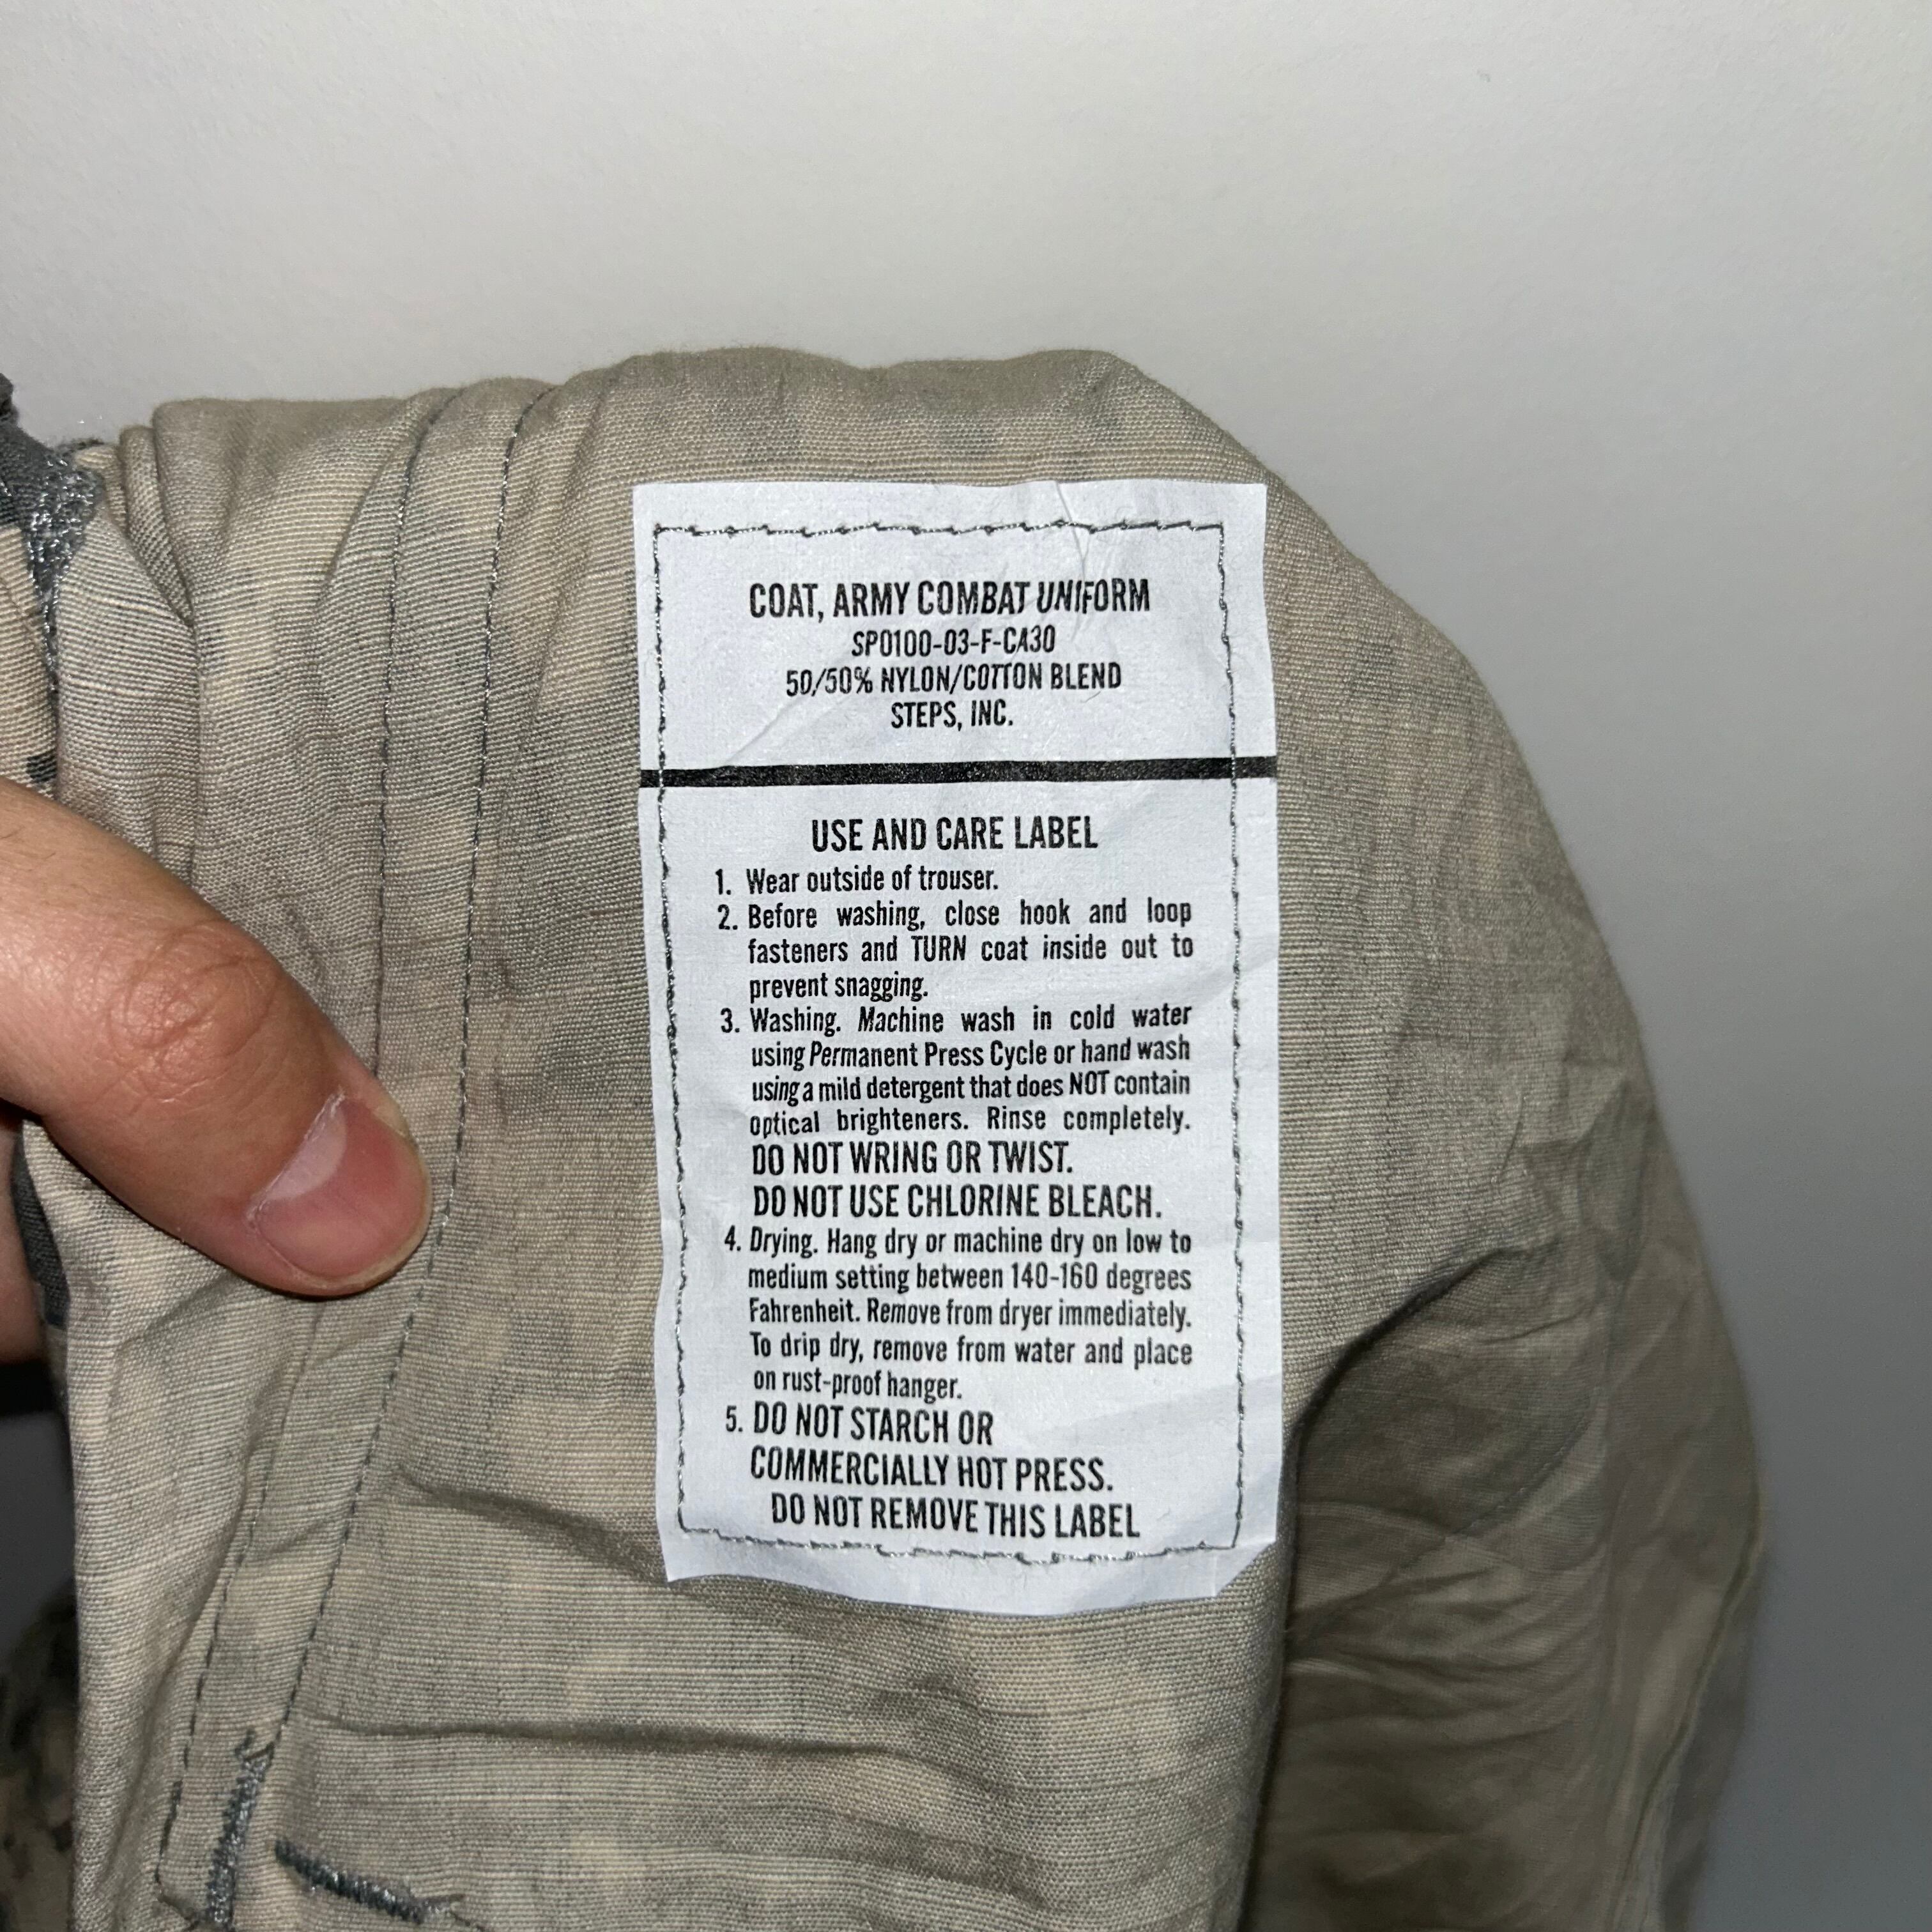 COAT, ARMY COMBAT UNIFORM
SPO100-03-F-CA30
50/50% NYLON/COTTON BLEND
STEPS, INC.
USE AND CARE LABEL
1. Wear outside of trouser.
2. Before washing, close hook and loop
fasteners and TURN coat inside out to
prevent snagging.
3. Washing. Machine wash in cold water
using Permanent Press Cycle or hand wash
using a mild detergent that does NOT contain
optical brighteners. Rinse completely.
DO NOT WRING OR TWIST.
DO NOT USE CHLORINE BLEACH.
4. Drying. Hang dry or machine dry on low to
medium setting between 140-160 degrees
Fahrenheit. Remove from dryer immediately.
To drip dry, remove from water and place
on rust-proof hanger.
5. DO NOT STARCH OR
COMMERCIALLY HOT PRESS.
DO NOT REMOVE THIS LABEL